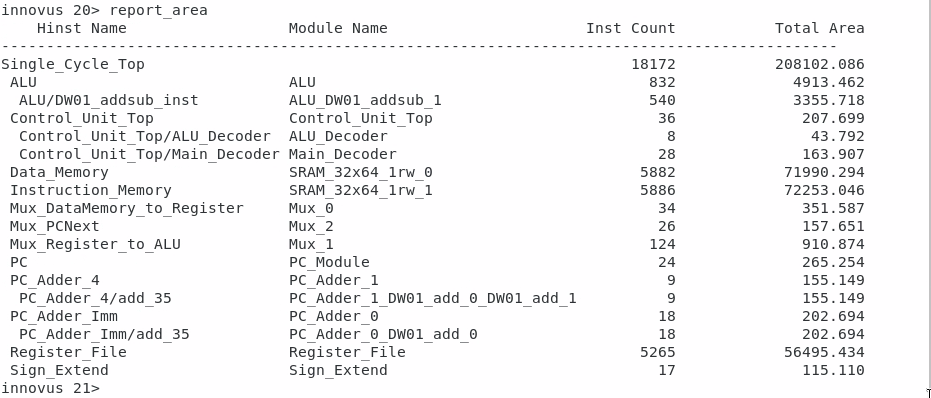 innovus 20> report_area
Hinst Name Module Name Inst Count Total Area
---------------------------------------------------------------------------------------------
Single_Cycle_Top 18172 208102.086
ALU ALU 832 4913.462
ALU/DW01_addsub_inst ALU_DW01_addsub_1 540 3355.718
Control_Unit_Top Control_Unit_Top 36 207.699
Control_Unit_Top/ALU_Decoder ALU_Decoder 8 43.792
Control_Unit_Top/Main_Decoder Main_Decoder 28 163.907
Data_Memory SRAM_32x64_1rw_0 5882 71990.294
Instruction_Memory SRAM_32x64_1rw_1 5886 72253.046
Mux_DataMemory_to_Register Mux_0 34 351.587
Mux_PCNext Mux_2 26 157.651
Mux_Register_to_ALU Mux_1 124 910.874
PC PC_Module 24 265.254
PC_Adder_4 PC_Adder_1 9 155.149
PC_Adder_4/add_35 PC_Adder_1_DW01_add_0_DW01_add_1 9 155.149
PC_Adder_Imm PC_Adder_0 18 202.694
PC_Adder_Imm/add_35 PC_Adder_0_DW01_add_0 18 202.694
Register_File Register_File 5265 56495.434
Sign_Extend Sign_Extend 17 115.110
innovus 21>